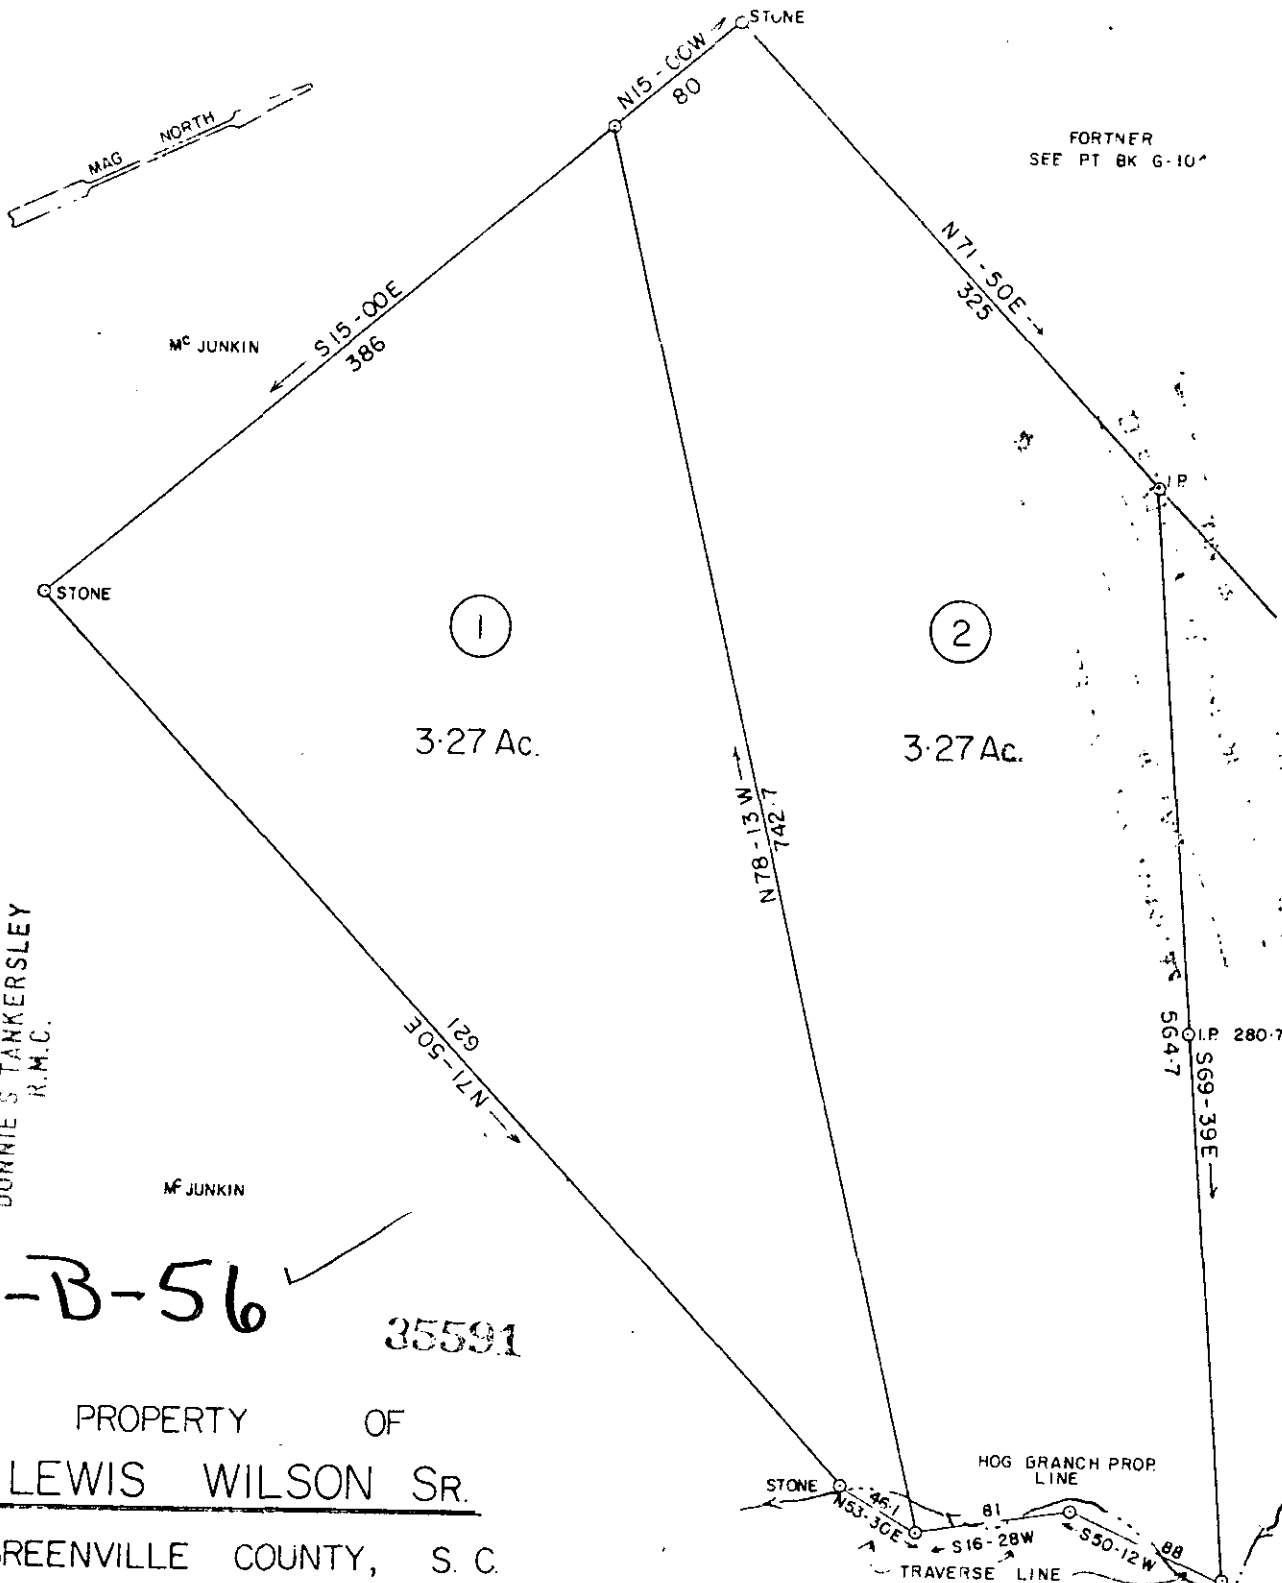 STONE
N15-00W
80
MAG NORTH
FORTNER
SEE PT BK G-10
N71-50E
325
S15-00E
386
Mc JUNKIN
I.P.
STONE
1
2
3.27 Ac.
3.27 Ac.
N78-13W
742.7
DONNIE S TANKERSLEY
R.M.C.
621
N71-50E
564.7
I.P. 280.7
S69-39E
Mc JUNKIN
-B-56
35591
PROPERTY OF
LEWIS WILSON SR.
GREENVILLE COUNTY, S. C.
HOG BRANCH PROP.
LINE
STONE
46.1
N53-30E
81
S16-28W
88
S50-12W
TRAVERSE LINE